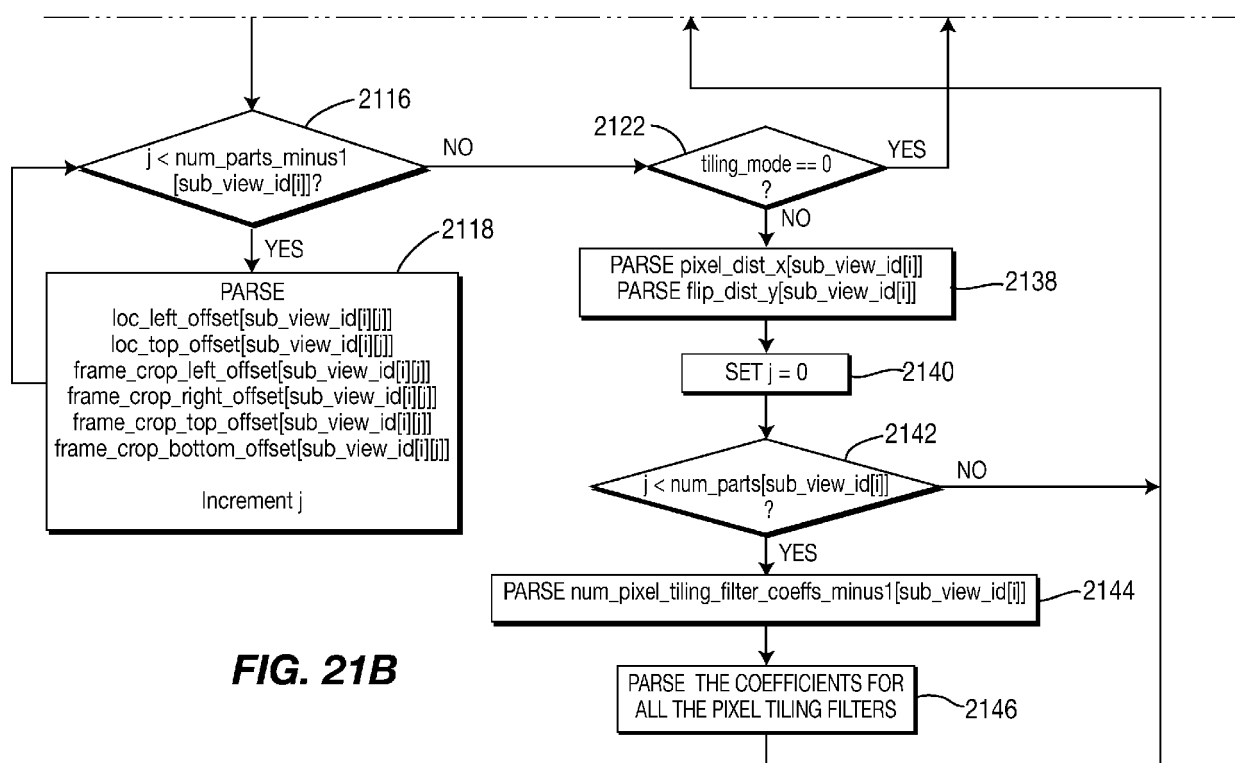 2116
j < num_parts_minus1
[sub_view_id[i]]?
NO
YES
2118
PARSE
loc_left_offset[sub_view_id[i][j]]
loc_top_offset[sub_view_id[i][j]]
frame_crop_left_offset[sub_view_id[i][j]]
frame_crop_right_offset[sub_view_id[i][j]]
frame_crop_top_offset[sub_view_id[i][j]]
frame_crop_bottom_offset[sub_view_id[i][j]]
Increment j
2122
tiling_mode == 0
?
YES
NO
PARSE pixel_dist_x[sub_view_id[i]]
PARSE flip_dist_y[sub_view_id[i]]
2138
SET j = 0
2140
2142
j < num_parts[sub_view_id[i]]
?
NO
YES
PARSE num_pixel_tiling_filter_coeffs_minus1[sub_view_id[i]]
2144
PARSE THE COEFFICIENTS FOR
ALL THE PIXEL TILING FILTERS
2146
FIG. 21B